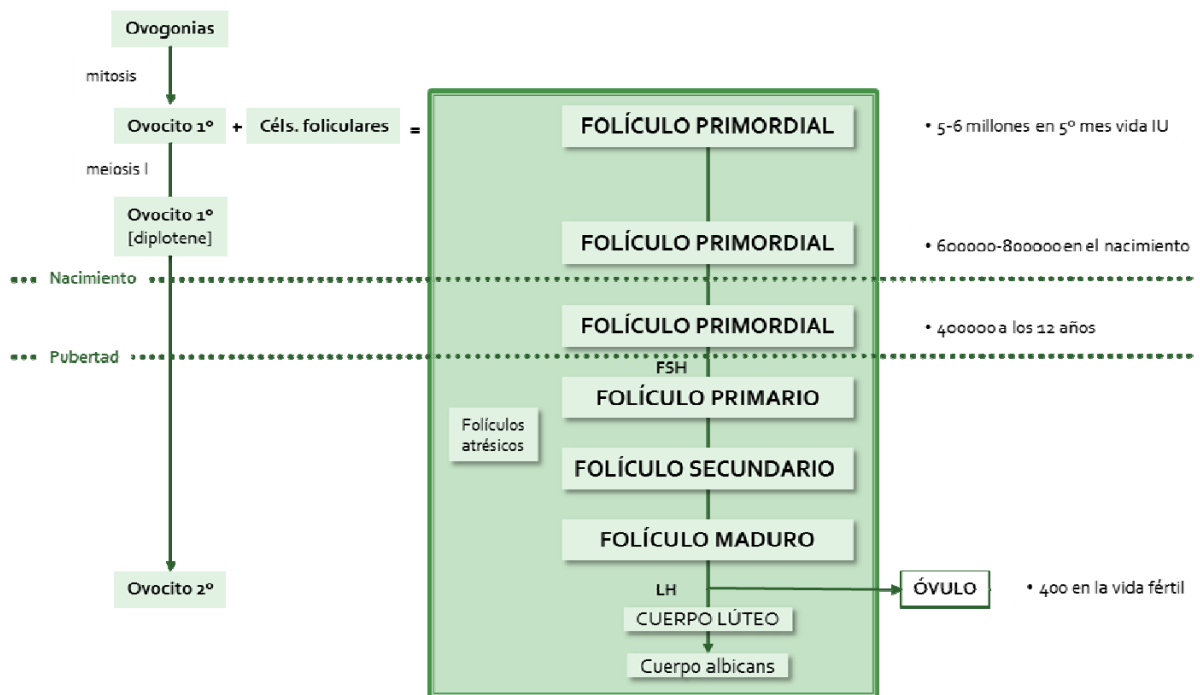 Ovogonias
mitosis
Ovocito 1º + Céls. foliculares =
FOLÍCULO PRIMORDIAL
• 5-6 millones en 5º mes vida IU
meiosis I
Ovocito 1º
[diplotene]
FOLÍCULO PRIMORDIAL
• 600000-800000 en el nacimiento
Nacimiento
FOLÍCULO PRIMORDIAL
• 400000 a los 12 años
Pubertad
FSH
FOLÍCULO PRIMARIO
Folículos
atrésicos
FOLÍCULO SECUNDARIO
FOLÍCULO MADURO
Ovocito 2º
LH
ÓVULO
• 400 en la vida fértil
CUERPO LÚTEO
Cuerpo albicans